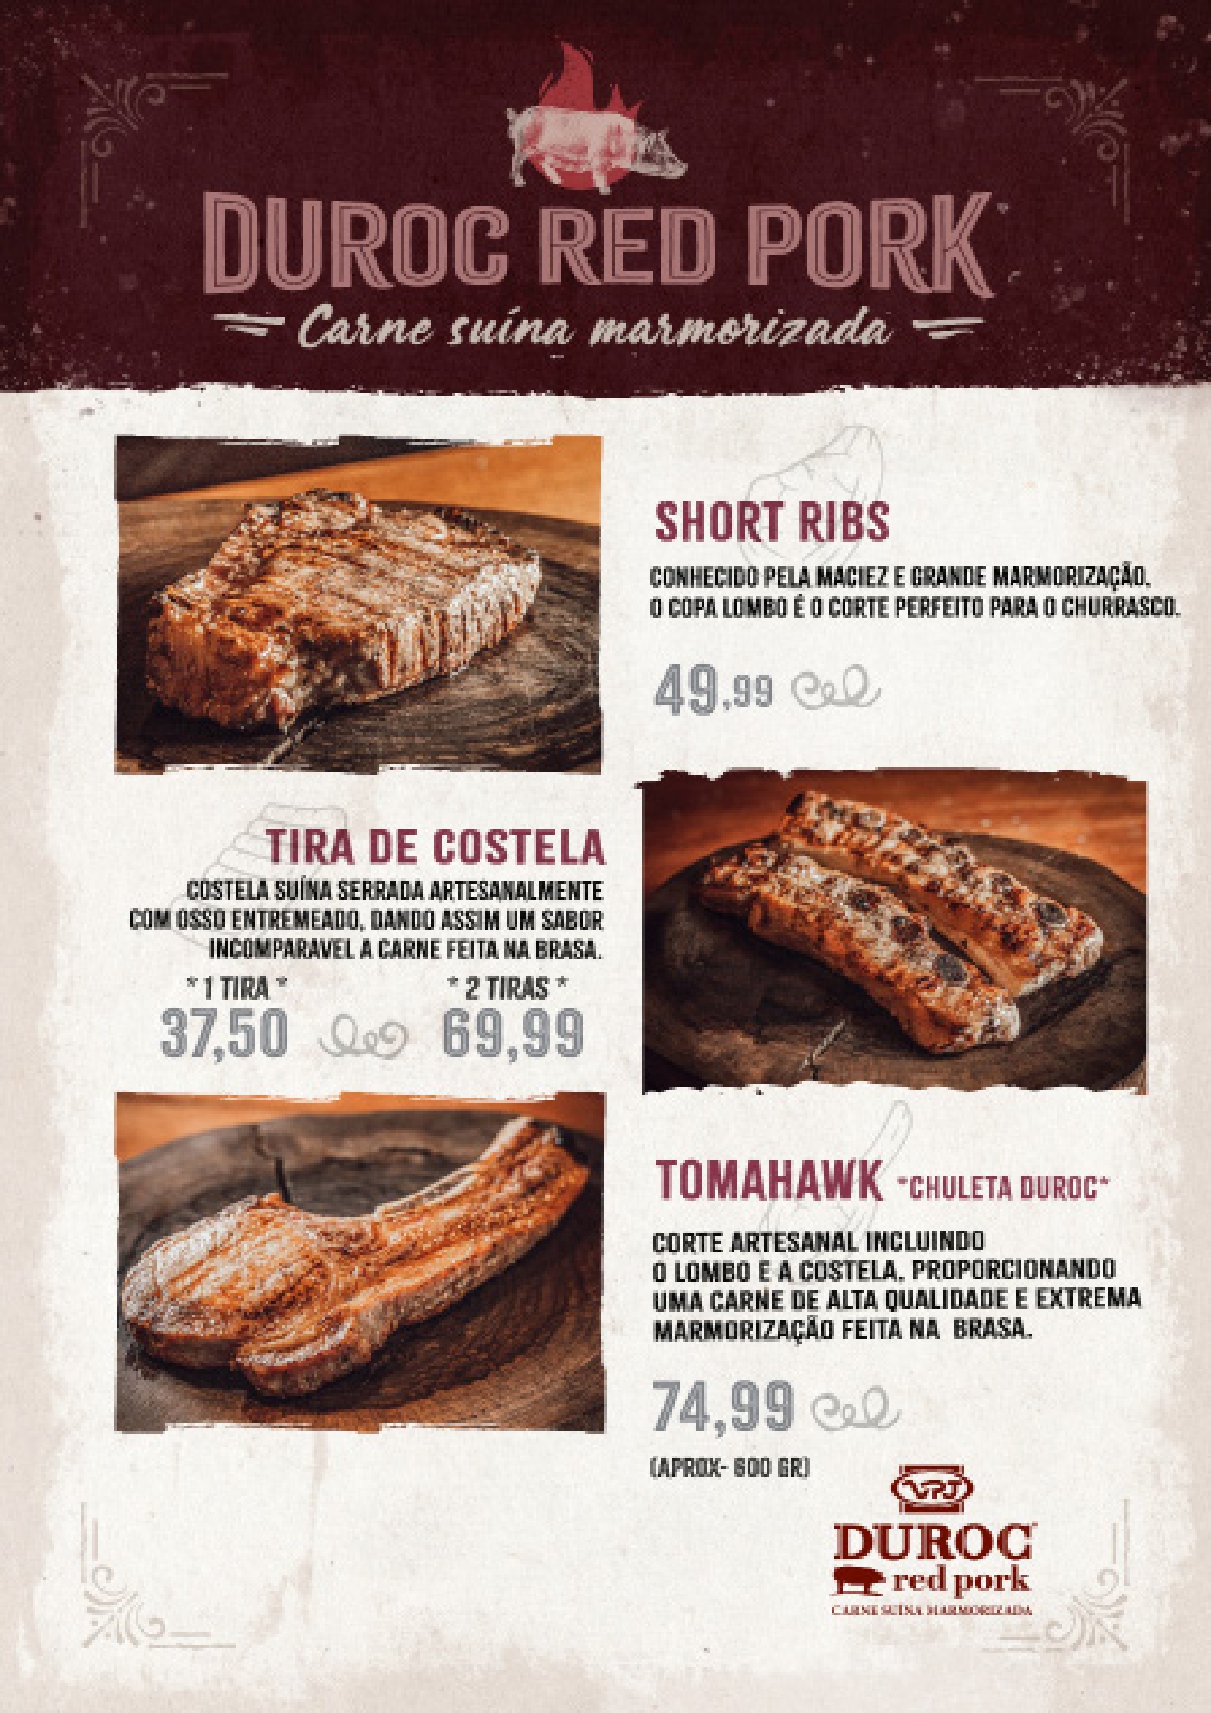 DUROC RED PORK
Carne suína marmorizada
SHORT RIBS
CONHECIDO PELA MACIEZ E GRANDE MARMORIZAÇÃO,
O COPA LOMBO É O CORTE PERFEITO PARA O CHURRASCO.
49,99
TIRA DE COSTELA
COSTELA SUÍNA SERRADA ARTESANALMENTE
COM OSSO ENTREMEADO, DANDO ASSIM UM SABOR
INCOMPARAVEL A CARNE FEITA NA BRASA.
* 1 TIRA * * 2 TIRAS *
37,50 69,99
TOMAHAWK *CHULETA DUROC*
CORTE ARTESANAL INCLUINDO
O LOMBO E A COSTELA, PROPORCIONANDO
UMA CARNE DE ALTA QUALIDADE E EXTREMA
MARMORIZAÇÃO FEITA NA BRASA.
74,99
(APROX- 600 GR)
VPJ
DUROC
red pork
CARNE SUÍNA MARMORIZADA